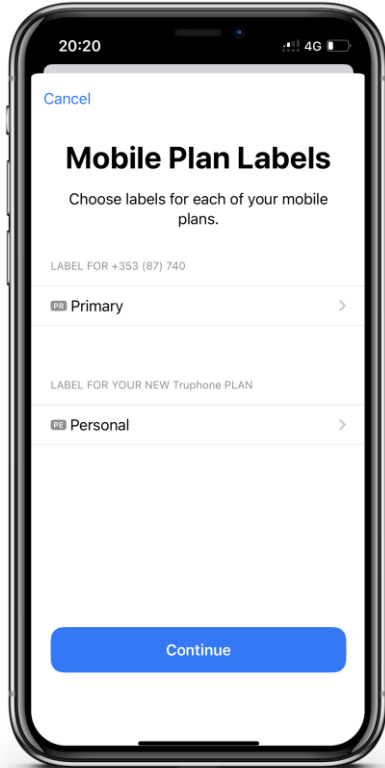 20:20
4G
Cancel
Mobile Plan Labels
Choose labels for each of your mobile
plans.
LABEL FOR +353 (87) 740
PR Primary
LABEL FOR YOUR NEW Truphone PLAN
PE Personal
Continue